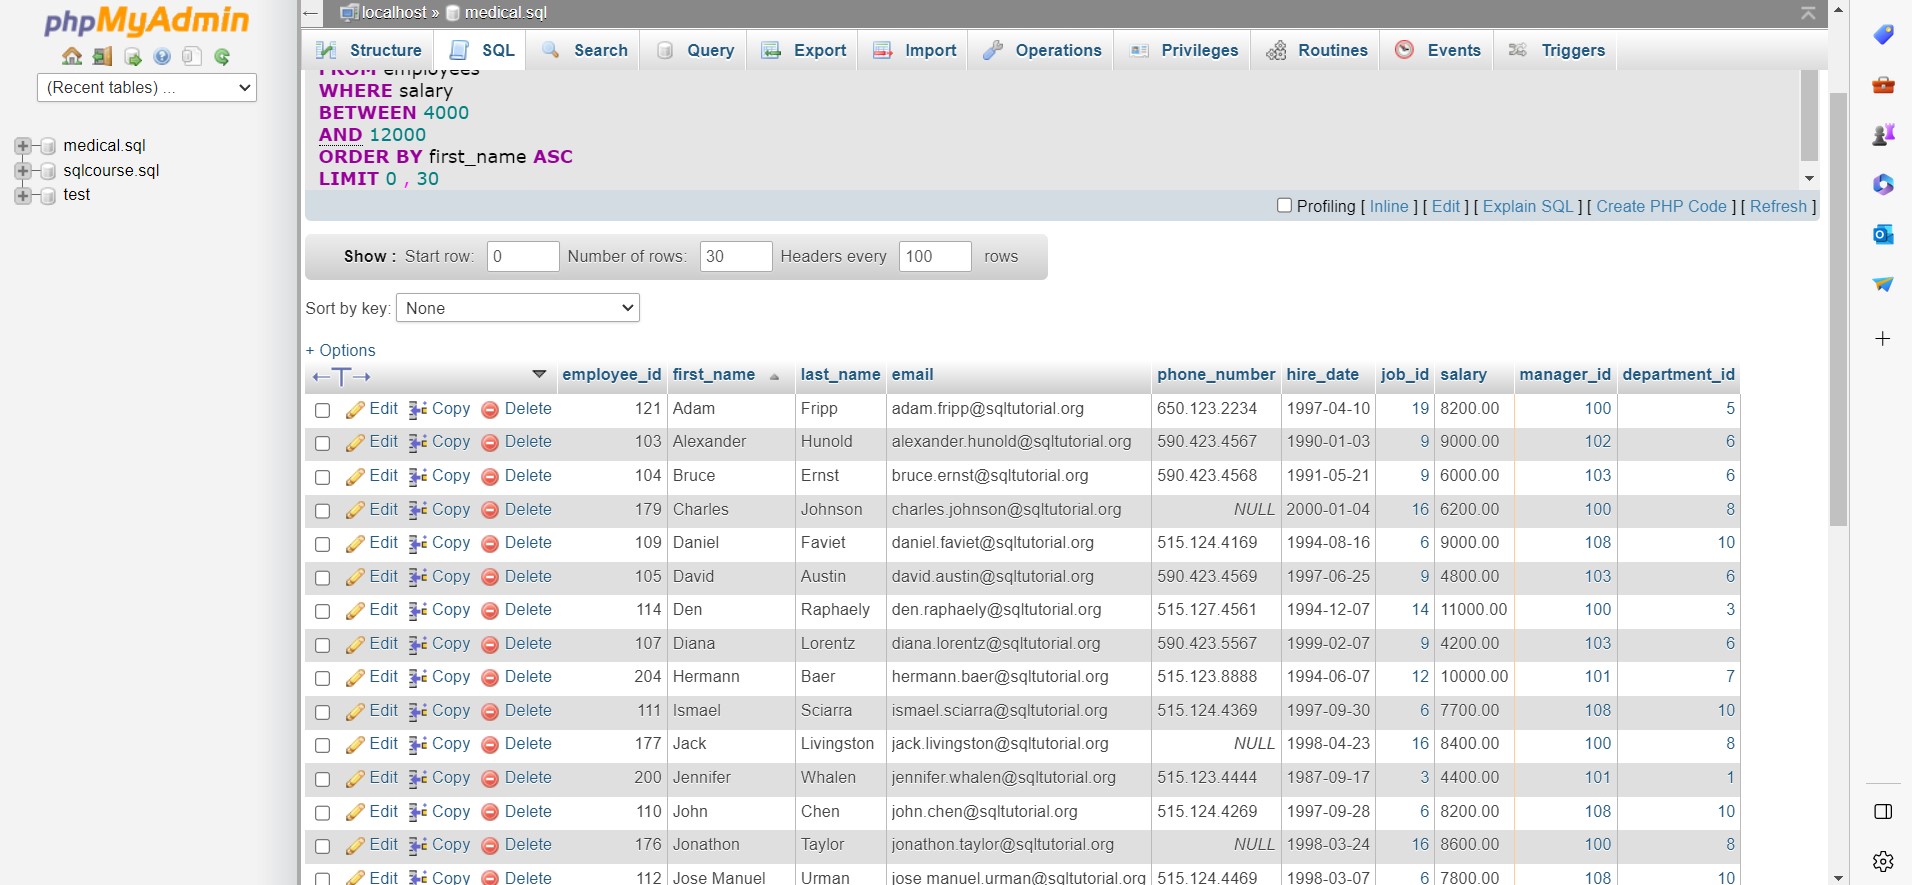 phpMyAdmin
(Recent tables) ...
medical.sql
sqlcourse.sql
test
localhost » medical.sql
Structure SQL Search Query Export Import Operations Privileges Routines Events Triggers
FROM employees
WHERE salary
BETWEEN 4000
AND 12000
ORDER BY first_name ASC
LIMIT 0 , 30
Profiling [ Inline ] [ Edit ] [ Explain SQL ] [ Create PHP Code ] [ Refresh ]
Show : Start row: 0 Number of rows: 30 Headers every 100 rows
Sort by key: None
+ Options
←T→ employee_id first_name last_name email phone_number hire_date job_id salary manager_id department_id
Edit Copy Delete 121 Adam Fripp adam.fripp@sqltutorial.org 650.123.2234 1997-04-10 19 8200.00 100 5
Edit Copy Delete 103 Alexander Hunold alexander.hunold@sqltutorial.org 590.423.4567 1990-01-03 9 9000.00 102 6
Edit Copy Delete 104 Bruce Ernst bruce.ernst@sqltutorial.org 590.423.4568 1991-05-21 9 6000.00 103 6
Edit Copy Delete 179 Charles Johnson charles.johnson@sqltutorial.org NULL 2000-01-04 16 6200.00 100 8
Edit Copy Delete 109 Daniel Faviet daniel.faviet@sqltutorial.org 515.124.4169 1994-08-16 6 9000.00 108 10
Edit Copy Delete 105 David Austin david.austin@sqltutorial.org 590.423.4569 1997-06-25 9 4800.00 103 6
Edit Copy Delete 114 Den Raphaely den.raphaely@sqltutorial.org 515.127.4561 1994-12-07 14 11000.00 100 3
Edit Copy Delete 107 Diana Lorentz diana.lorentz@sqltutorial.org 590.423.5567 1999-02-07 9 4200.00 103 6
Edit Copy Delete 204 Hermann Baer hermann.baer@sqltutorial.org 515.123.8888 1994-06-07 12 10000.00 101 7
Edit Copy Delete 111 Ismael Sciarra ismael.sciarra@sqltutorial.org 515.124.4369 1997-09-30 6 7700.00 108 10
Edit Copy Delete 177 Jack Livingston jack.livingston@sqltutorial.org NULL 1998-04-23 16 8400.00 100 8
Edit Copy Delete 200 Jennifer Whalen jennifer.whalen@sqltutorial.org 515.123.4444 1987-09-17 3 4400.00 101 1
Edit Copy Delete 110 John Chen john.chen@sqltutorial.org 515.124.4269 1997-09-28 6 8200.00 108 10
Edit Copy Delete 176 Jonathon Taylor jonathon.taylor@sqltutorial.org NULL 1998-03-24 16 8600.00 100 8
Edit Copy Delete 112 Jose Manuel Urman jose manuel.urman@sqltutorial.org 515.124.4469 1998-03-07 6 7800.00 108 10